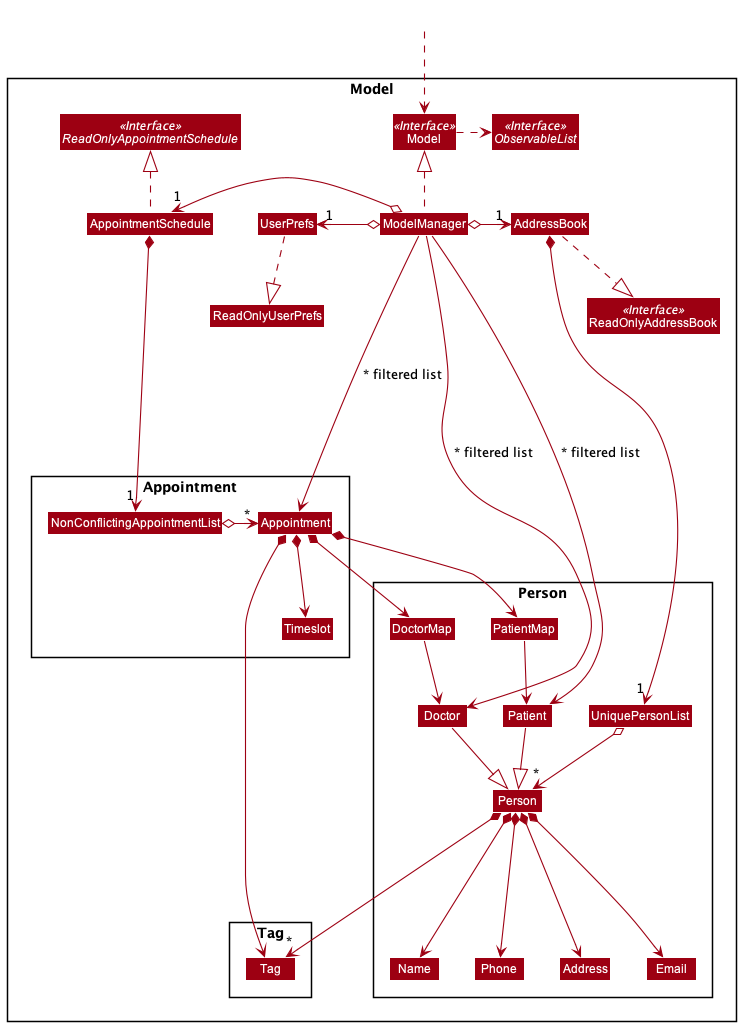 Model
«Interface»
ReadOnlyAppointmentSchedule
«Interface»
Model
«Interface»
ObservableList
1
AppointmentSchedule
UserPrefs
1
ModelManager
1
AddressBook
ReadOnlyUserPrefs
«Interface»
ReadOnlyAddressBook
* filtered list
* filtered list
* filtered list
Appointment
1
NonConflictingAppointmentList
*
Appointment
Timeslot
Person
DoctorMap
PatientMap
1
Doctor
Patient
UniquePersonList
*
Person
Tag
*
Tag
Name
Phone
Address
Email